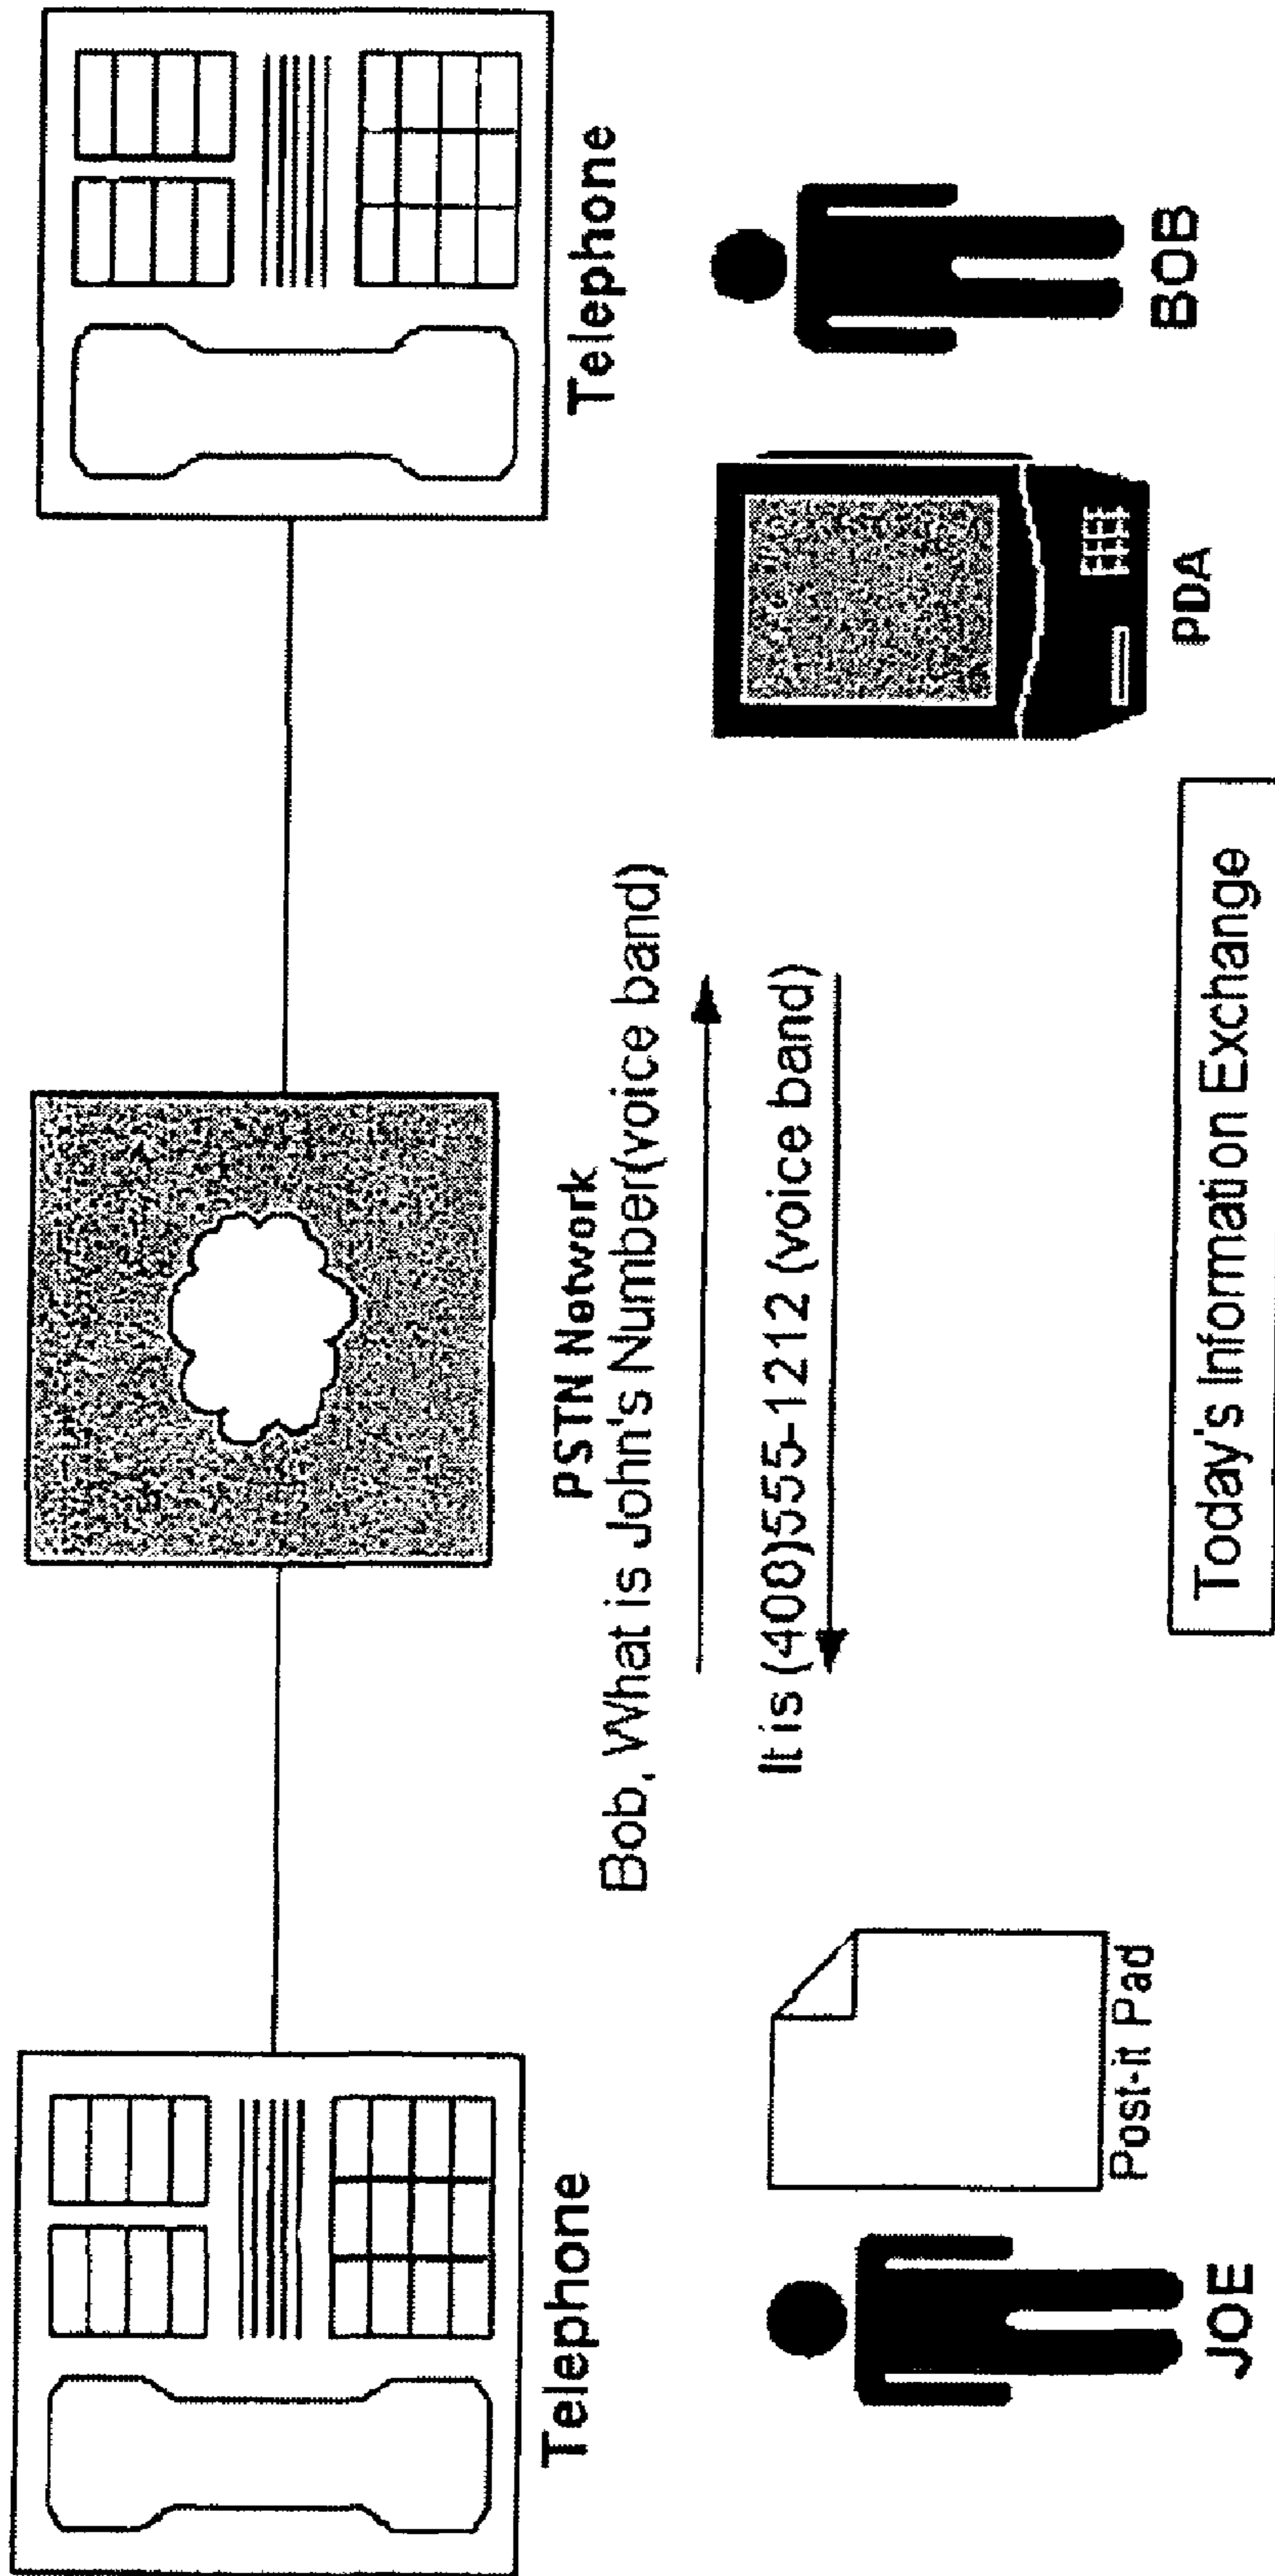 Telephone
PSTN Network
Telephone
Bob, What is John's Number(voice band)
It is (408)555-1212 (voice band)
JOE
Post-it Pad
PDA
BOB
Today's Information Exchange